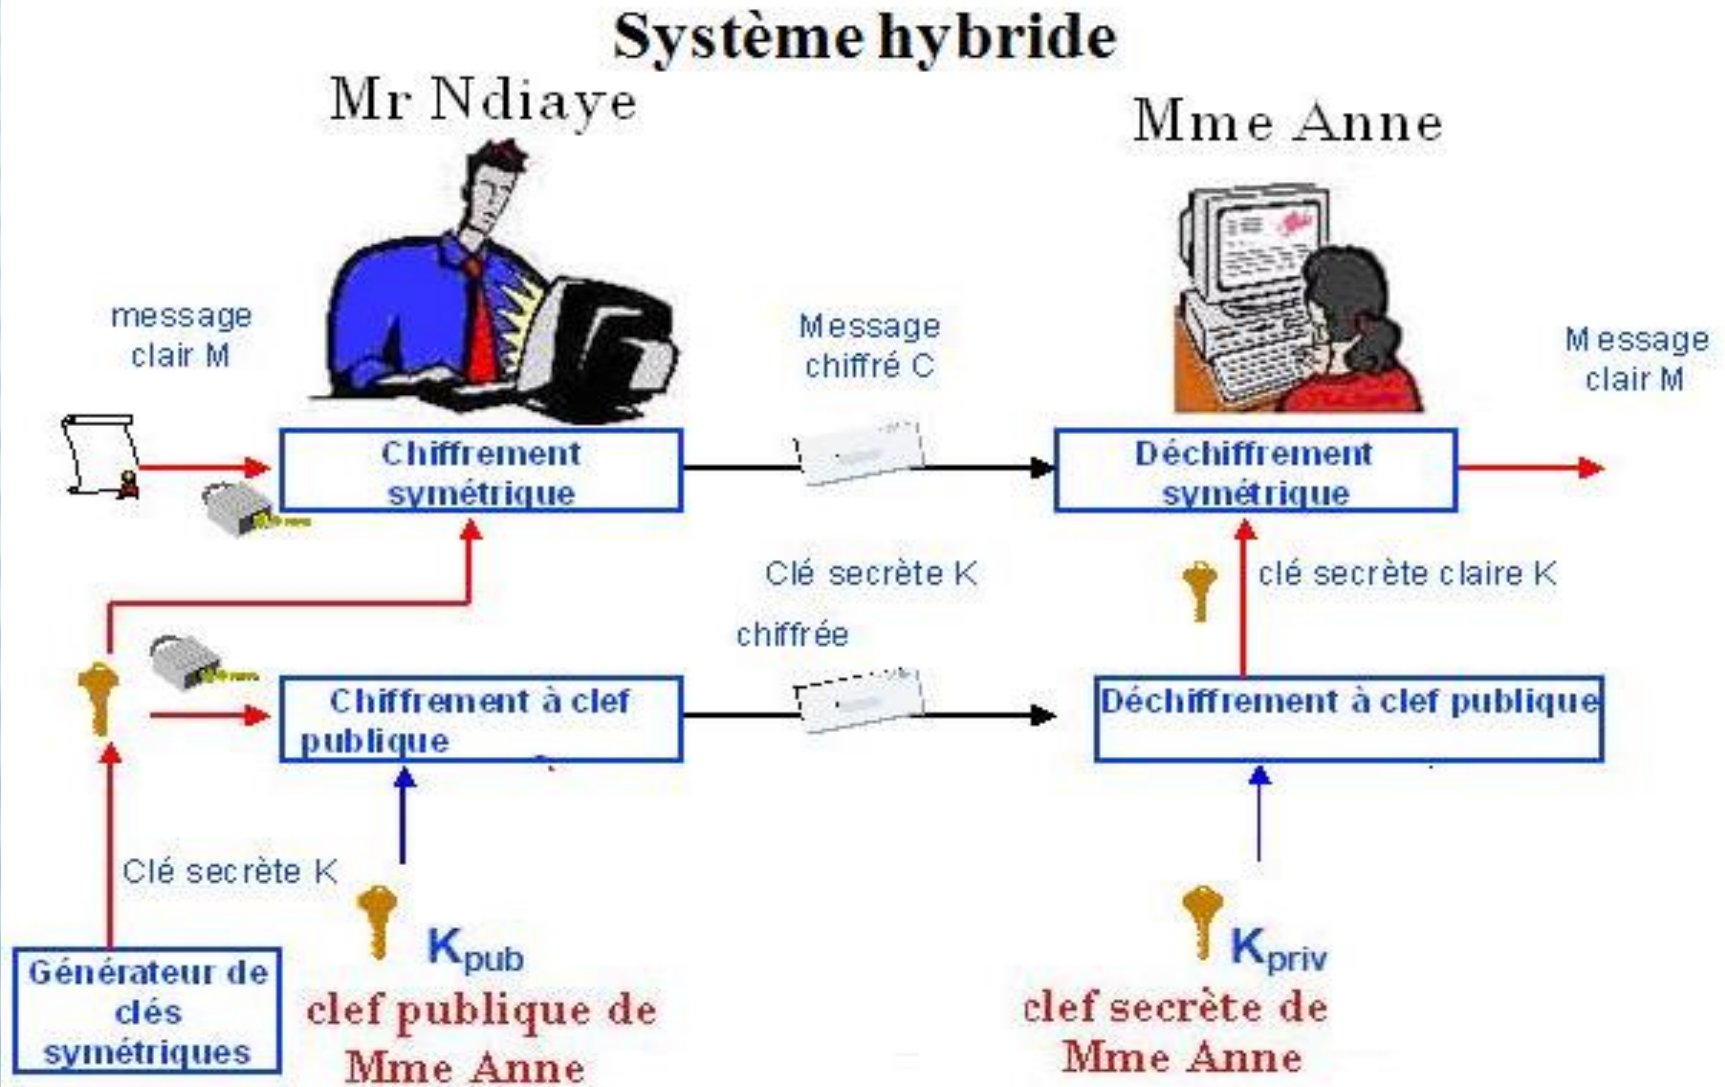 Système hybride
Mr Ndiaye
Mme Anne
message
clair M
Message
chiffré C
Message
clair M
Chiffrement
symétrique
Déchiffrement
symétrique
Clé secrète K
chiffrée
clé secrète claire K
Chiffrement à clef
publique
Déchiffrement à clef publique
Clé secrète K
Kpub
clef publique de
Mme Anne
Kpriv
clef secrète de
Mme Anne
Générateur de
clés
symétriques